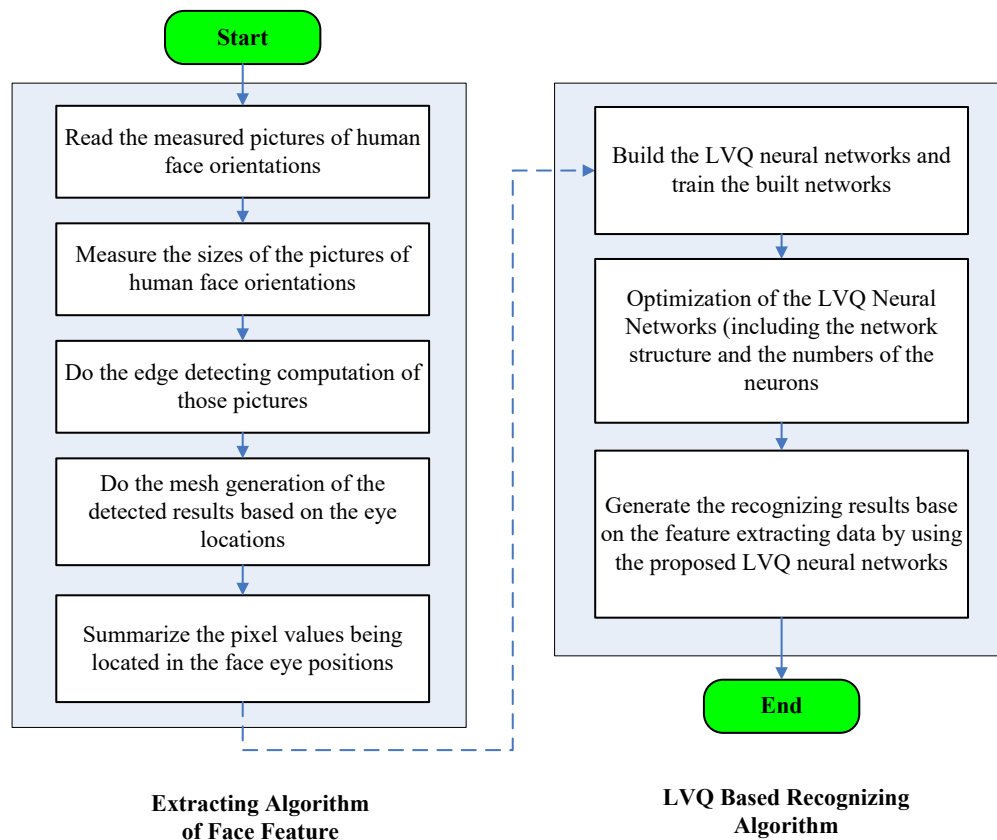 Start
Read the measured pictures of human
face orientations
Measure the sizes of the pictures of
human face orientations
Do the edge detecting computation of
those pictures
Do the mesh generation of the
detected results based on the eye
locations
Summarize the pixel values being
located in the face eye positions
Extracting Algorithm
of Face Feature
Build the LVQ neural networks and
train the built networks
Optimization of the LVQ Neural
Networks (including the network
structure and the numbers of the
neurons
Generate the recognizing results base
on the feature extracting data by using
the proposed LVQ neural networks
End
LVQ Based Recognizing
Algorithm